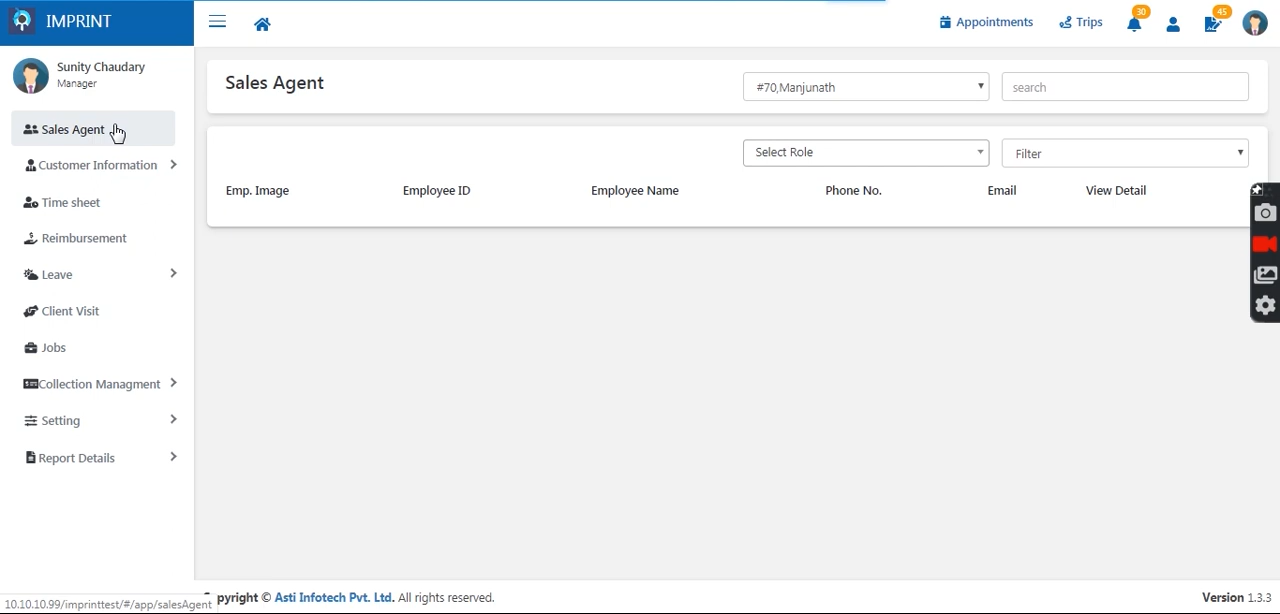 IMPRINT
Appointments
Trips
30
45
Sunity Chaudary
Manager
Sales Agent
Customer Information
Time sheet
Reimbursement
Leave
Client Visit
Jobs
Collection Managment
Setting
Report Details
Sales Agent
#70,Manjunath
search
Select Role
Filter
Emp. Image Employee ID Employee Name Phone No. Email View Detail
10.10.10.99/imprinttest/#/app/salesAgent
pyright © Asti Infotech Pvt. Ltd. All rights reserved.
Version 1.3.3